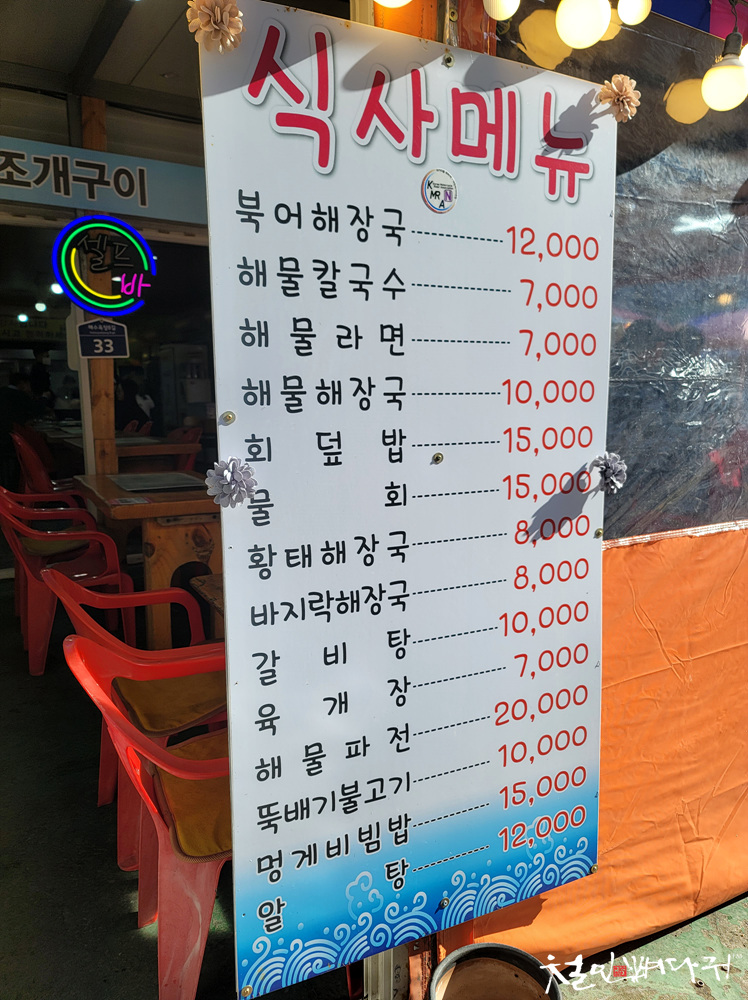 식사메뉴
북어해장국 12,000
해물칼국수 7,000
해물라면 7,000
해물해장국 10,000
회덮밥 15,000
물회 15,000
황태해장국 8,000
바지락해장국 8,000
갈비탕 10,000
육개장 7,000
해물파전 20,000
뚝배기불고기 10,000
멍게비빔밥 15,000
알탕 12,000
조개구이
셀프
바
33